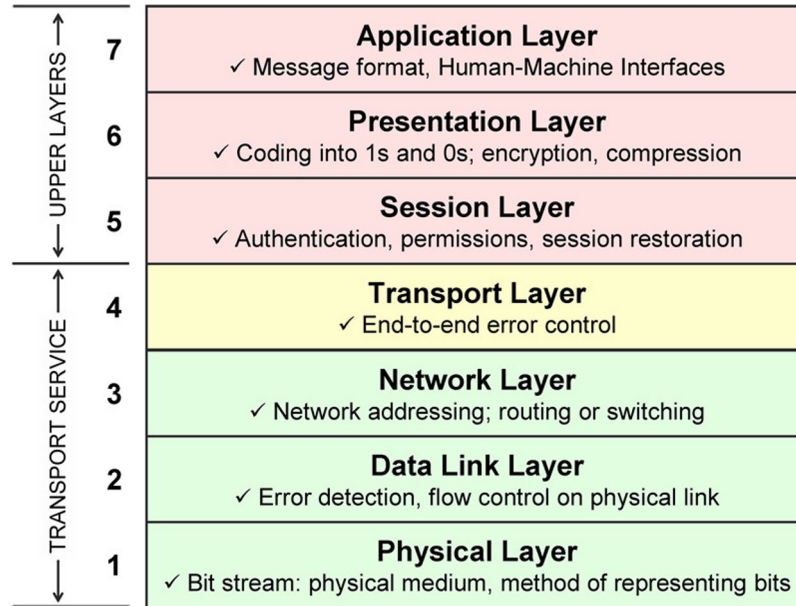 UPPER LAYERS
7
Application Layer
✓ Message format, Human-Machine Interfaces
6
Presentation Layer
✓ Coding into 1s and 0s; encryption, compression
5
Session Layer
✓ Authentication, permissions, session restoration
TRANSPORT SERVICE
4
Transport Layer
✓ End-to-end error control
3
Network Layer
✓ Network addressing; routing or switching
2
Data Link Layer
✓ Error detection, flow control on physical link
1
Physical Layer
✓ Bit stream: physical medium, method of representing bits